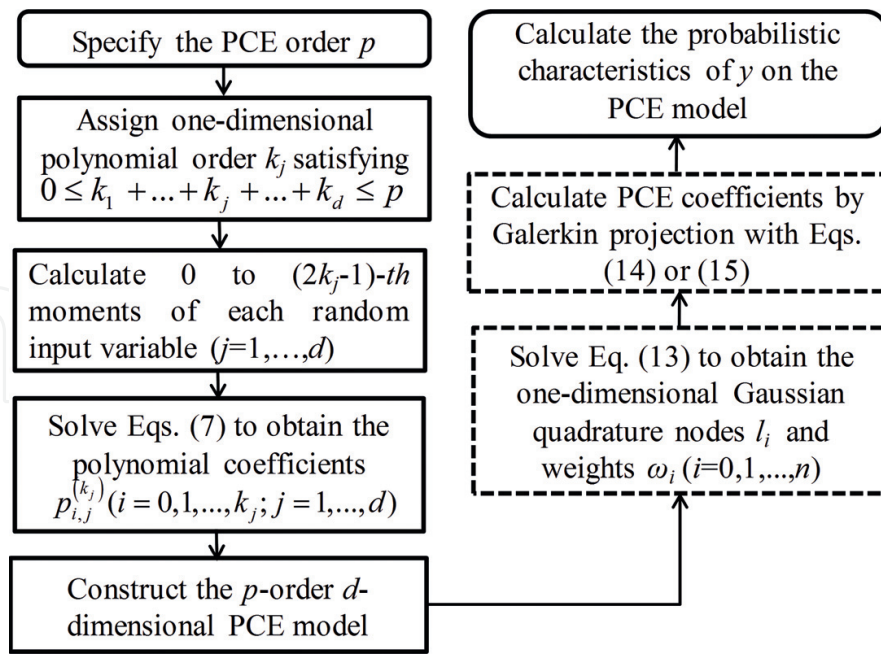 Specify the PCE order p
Assign one-dimensional
polynomial order k_j satisfying
0 ≤ k_1 + ... + k_j + ... + k_d ≤ p
Calculate 0 to (2k_j-1)-th
moments of each random
input variable (j=1,...,d)
Solve Eqs. (7) to obtain the
polynomial coefficients
p_{i,j}^{(k_j)} (i = 0,1,...,k_j; j = 1,...,d)
Construct the p-order d-
dimensional PCE model
Solve Eq. (13) to obtain the
one-dimensional Gaussian
quadrature nodes l_i and
weights ω_i (i=0,1,...,n)
Calculate PCE coefficients by
Galerkin projection with Eqs.
(14) or (15)
Calculate the probabilistic
characteristics of y on the
PCE model